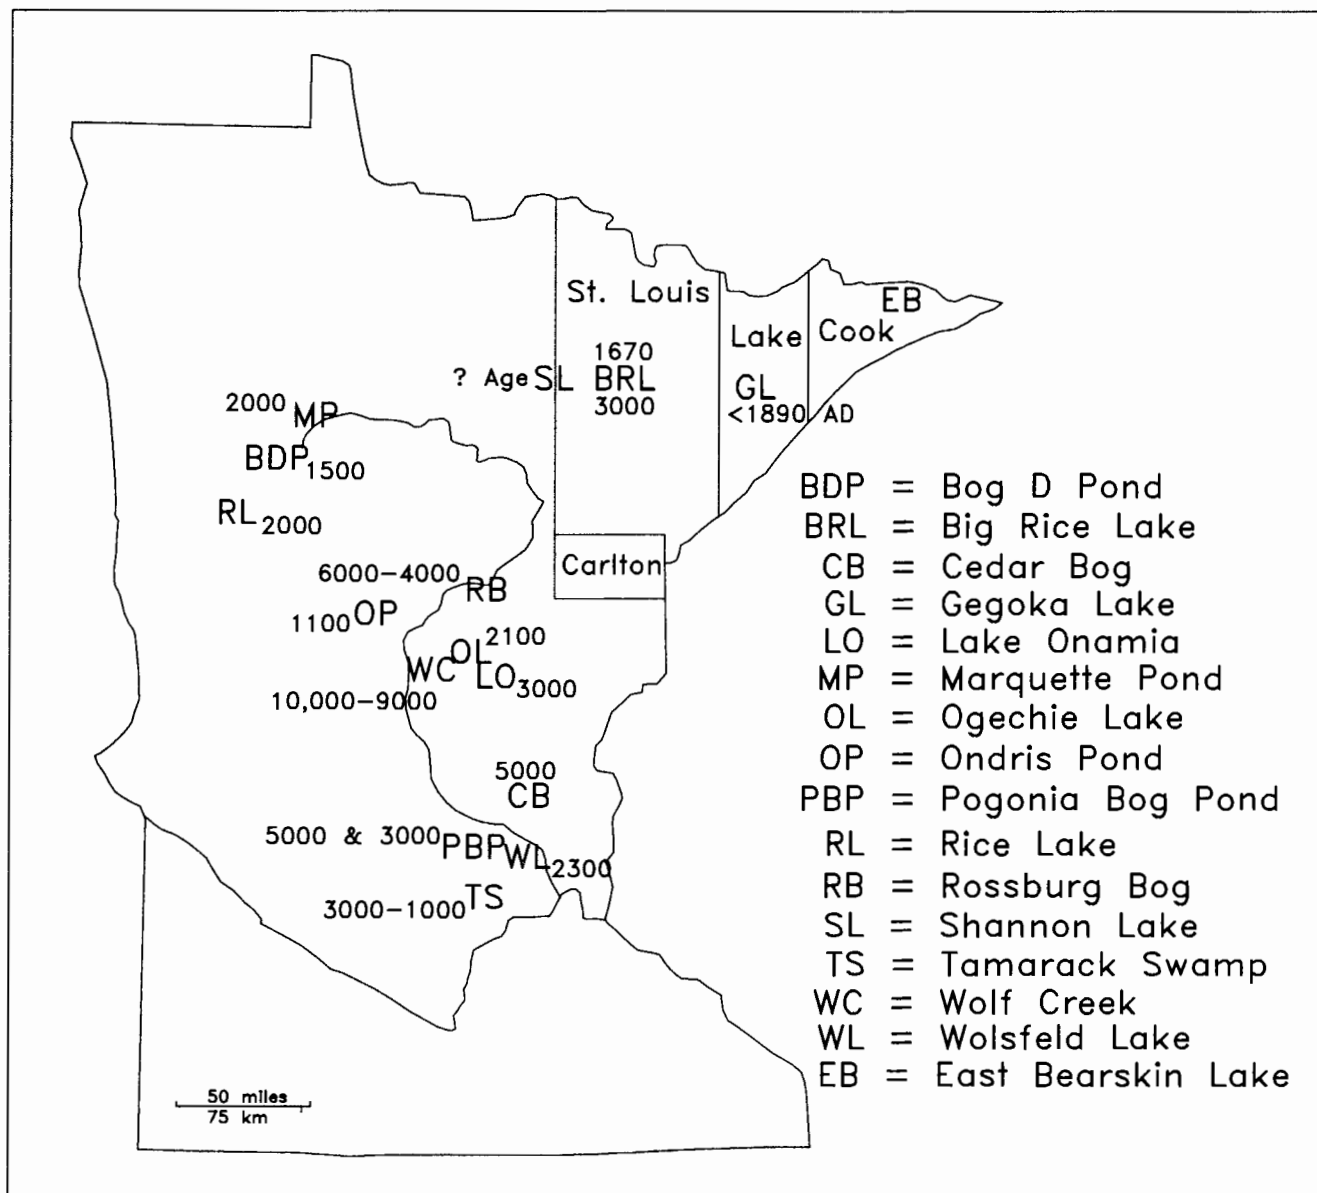 St. Louis
EB
Lake
Cook
1670
? Age SL BRL
3000
GL
<1890 AD
2000 MP
BDP 1500
RL 2000
Carlton
6000-4000 RB
1100 OP
OL 2100
WC LO 3000
10,000-9000
5000
CB
5000 & 3000 PBP WL 2300
3000-1000 TS
50 miles
75 km
BDP = Bog D Pond
BRL = Big Rice Lake
CB = Cedar Bog
GL = Gegoka Lake
LO = Lake Onamia
MP = Marquette Pond
OL = Ogechie Lake
OP = Ondris Pond
PBP = Pogonia Bog Pond
RL = Rice Lake
RB = Rossburg Bog
SL = Shannon Lake
TS = Tamarack Swamp
WC = Wolf Creek
WL = Wolsfeld Lake
EB = East Bearskin Lake